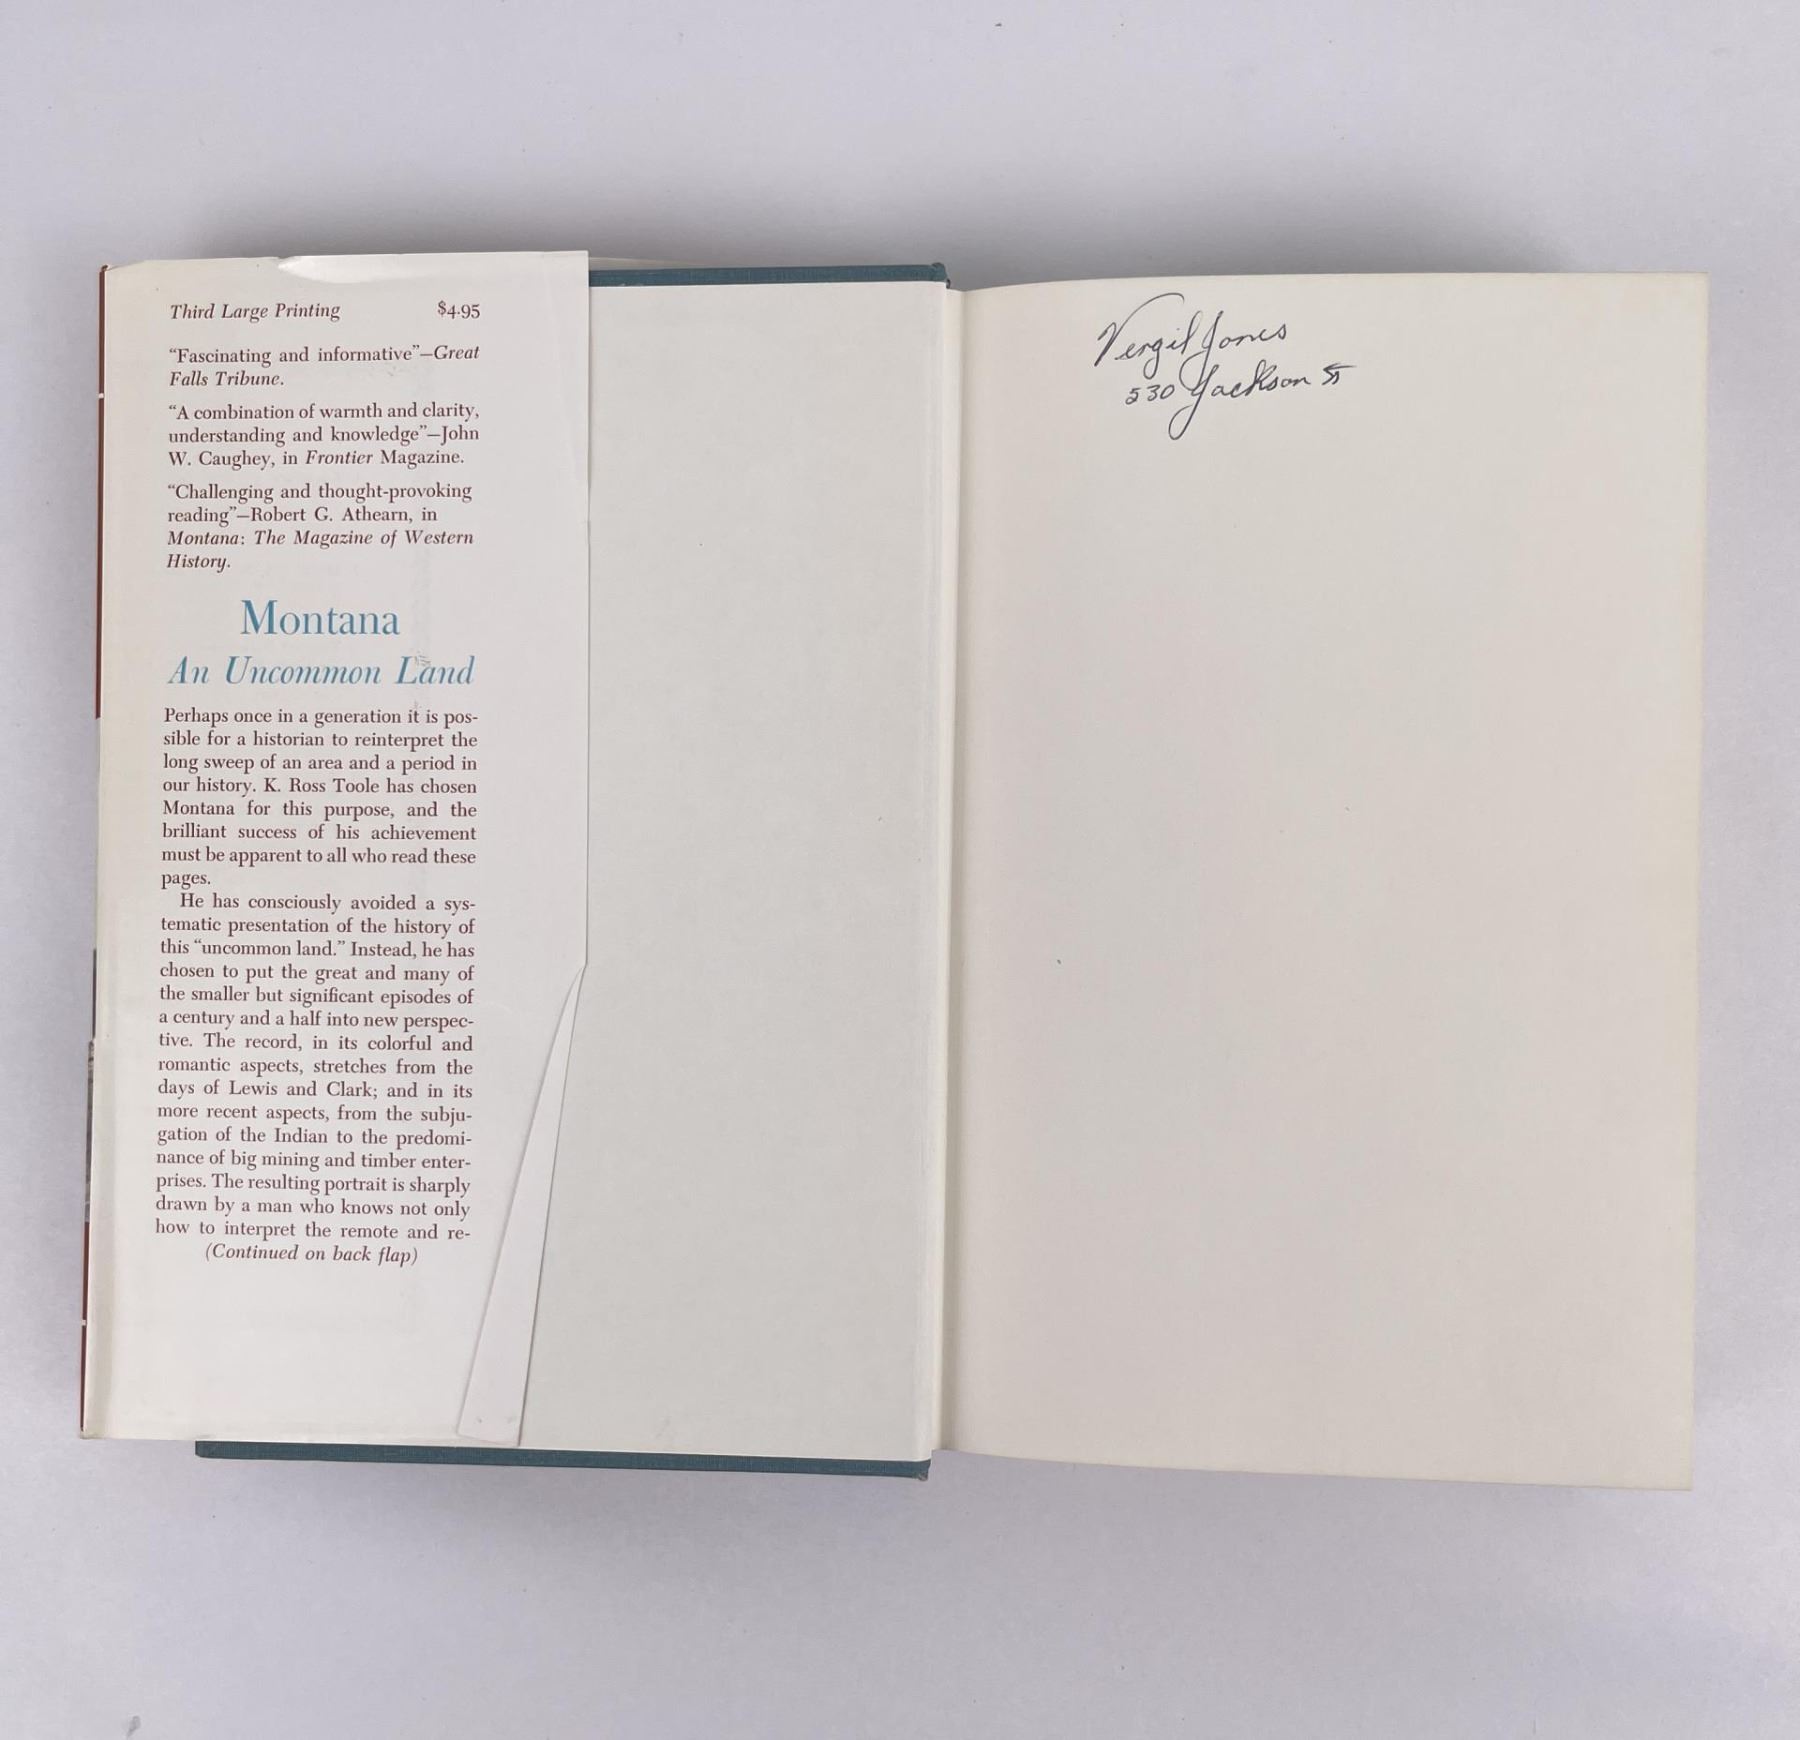 Third Large Printing $4.95
“Fascinating and informative”—Great
Falls Tribune.
“A combination of warmth and clarity,
understanding and knowledge”—John
W. Caughey, in Frontier Magazine.
“Challenging and thought-provoking
reading”—Robert G. Athearn, in
Montana: The Magazine of Western
History.
Montana
An Uncommon Land
Perhaps once in a generation it is pos-
sible for a historian to reinterpret the
long sweep of an area and a period in
our history. K. Ross Toole has chosen
Montana for this purpose, and the
brilliant success of his achievement
must be apparent to all who read these
pages.
He has consciously avoided a sys-
tematic presentation of the history of
this “uncommon land.” Instead, he has
chosen to put the great and many of
the smaller but significant episodes of
a century and a half into new perspec-
tive. The record, in its colorful and
romantic aspects, stretches from the
days of Lewis and Clark; and in its
more recent aspects, from the subju-
gation of the Indian to the predomi-
nance of big mining and timber enter-
prises. The resulting portrait is sharply
drawn by a man who knows not only
how to interpret the remote and re-
(Continued on back flap)
Vergil Jones
530 Jackson St